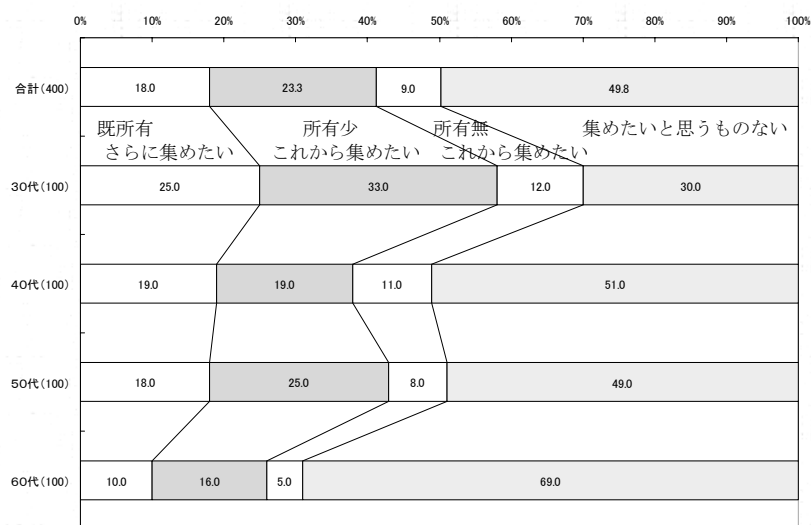 0% 10% 20% 30% 40% 50% 60% 70% 80% 90% 100%
合計(400) 18.0 23.3 9.0 49.8
既所有 所有少 所有無 集めたいと思うものない
さらに集めたい これから集めたい これから集めたい
30代(100) 25.0 33.0 12.0 30.0
40代(100) 19.0 19.0 11.0 51.0
50代(100) 18.0 25.0 8.0 49.0
60代(100) 10.0 16.0 5.0 69.0